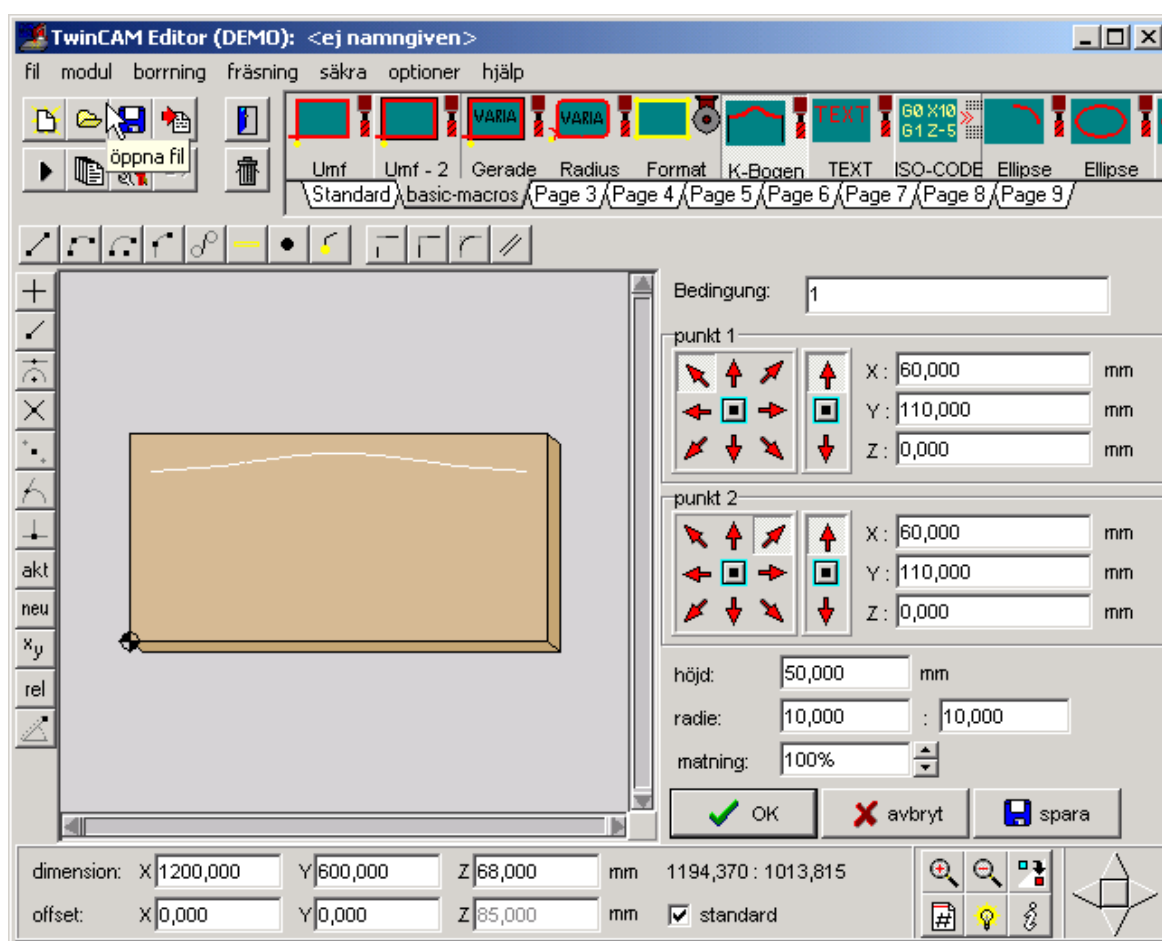 TwinCAM Editor (DEMO): <ej namngiven>
fil modul borrning fräsning säkra optioner hjälp
VARIA VARIA TEXT G0 X10
G1 Z-5
öppna fil
Umf Umf - 2 Gerade Radius Format K-Bogen TEXT ISO-CODE Ellipse Ellipse
Standard basic-macros Page 3 Page 4 Page 5 Page 6 Page 7 Page 8 Page 9
Bedingung: 1
punkt 1
X : 60,000 mm
Y : 110,000 mm
Z : 0,000 mm
punkt 2
X : 60,000 mm
Y : 110,000 mm
Z : 0,000 mm
akt
neu
xy
rel
höjd: 50,000 mm
radie: 10,000 : 10,000
matning: 100%
OK avbryt spara
dimension: X 1200,000 Y 600,000 Z 68,000 mm 1194,370 : 1013,815
offset: X 0,000 Y 0,000 Z 85,000 mm standard